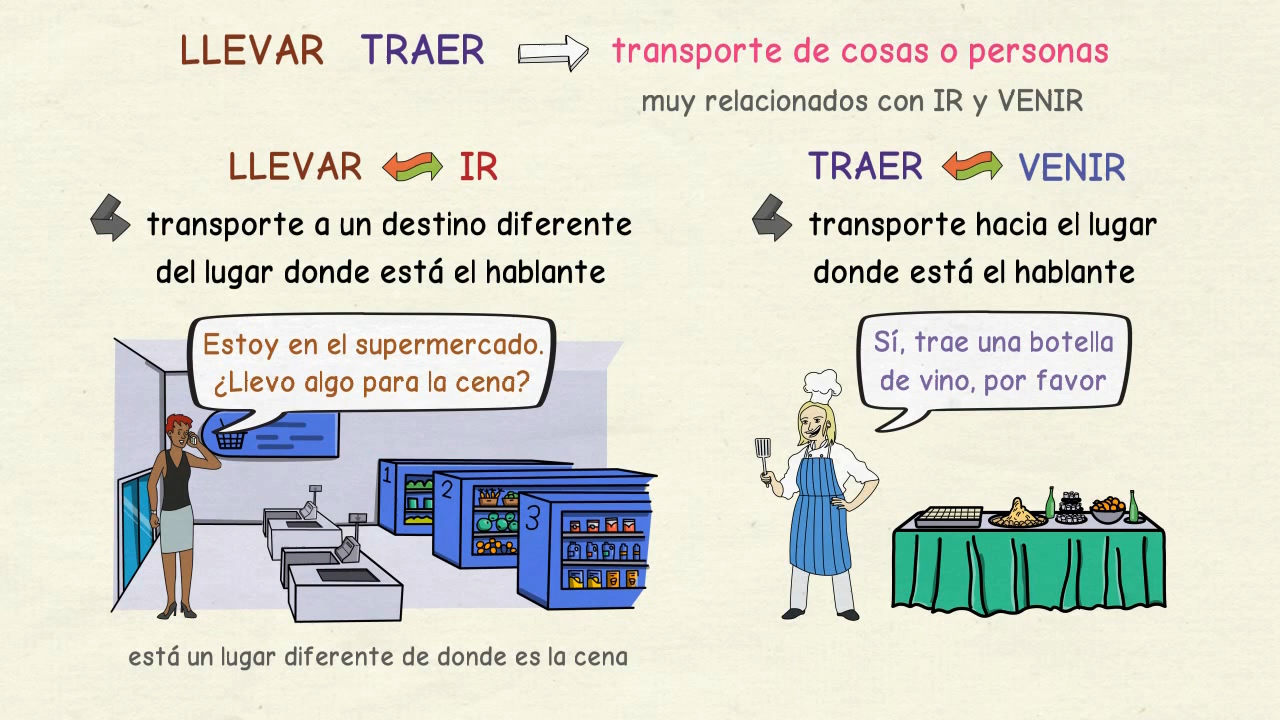 LLEVAR TRAER transporte de cosas o personas
muy relacionados con IR y VENIR
LLEVAR IR
transporte a un destino diferente
del lugar donde está el hablante
Estoy en el supermercado.
¿Llevo algo para la cena?
1
2
3
está un lugar diferente de donde es la cena
TRAER VENIR
transporte hacia el lugar
donde está el hablante
Sí, trae una botella
de vino, por favor